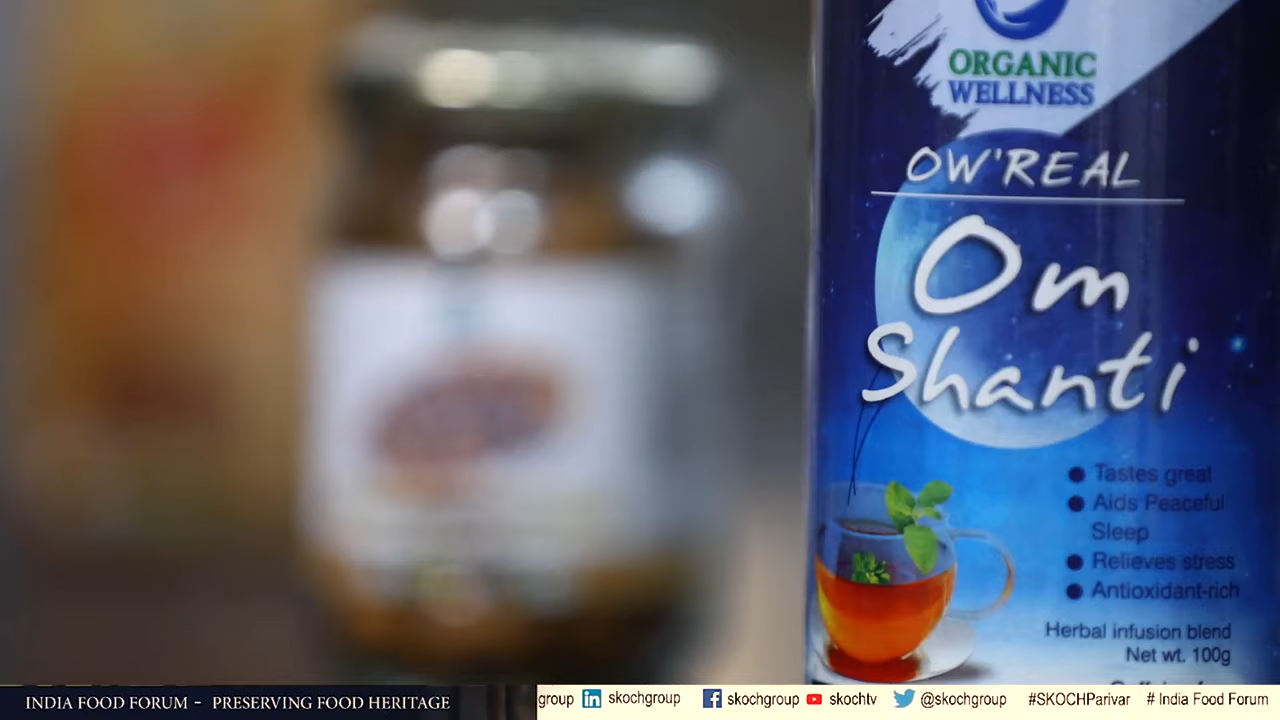 ORGANIC
WELLNESS
OW'REAL
Om
Shanti
Tastes great
Aids Peaceful
Sleep
Relieves stress
Antioxidant-rich
Herbal infusion blend
Net wt. 100g
INDIA FOOD FORUM - PRESERVING FOOD HERITAGE
group skochgroup skochgroup skochtv @skochgroup #SKOCHParivar # India Food Forum